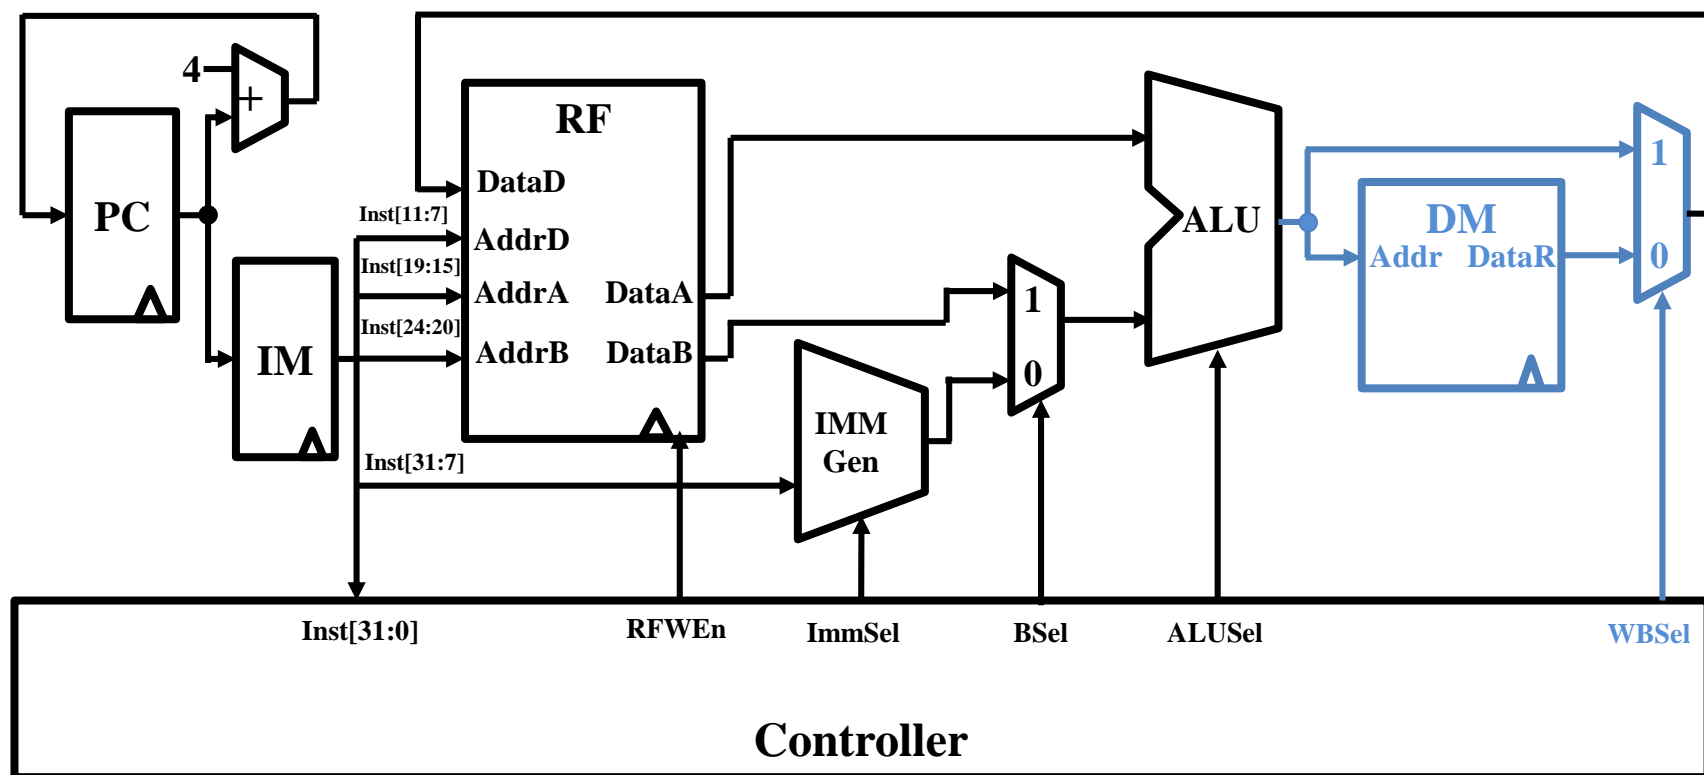 4
+
PC
IM
RF
DataD
Inst[11:7]
AddrD
Inst[19:15]
AddrA
DataA
Inst[24:20]
AddrB
DataB
Inst[31:7]
IMM
Gen
1
0
ALU
DM
Addr
DataR
1
0
Inst[31:0]
RFWEn
ImmSel
BSel
ALUSel
WBSel
Controller